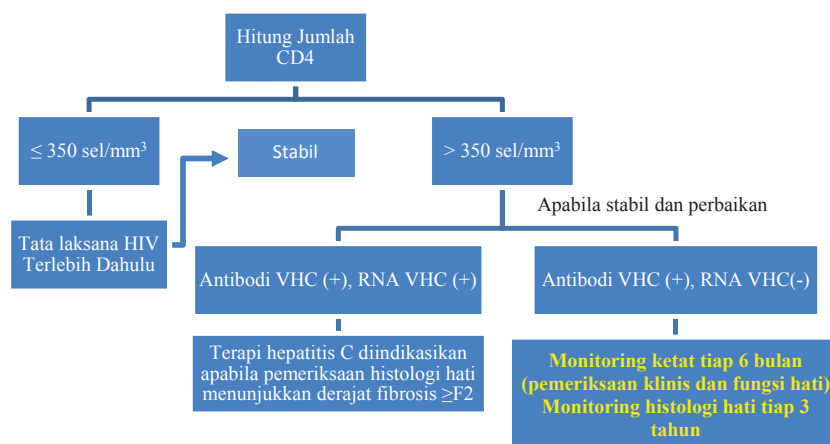 Hitung Jumlah
CD4
≤ 350 sel/mm³
Stabil
> 350 sel/mm³
Apabila stabil dan perbaikan
Tata laksana HIV
Terlebih Dahulu
Antibodi VHC (+), RNA VHC (+)
Antibodi VHC (+), RNA VHC(-)
Terapi hepatitis C diindikasikan
apabila pemeriksaan histologi hati
menunjukkan derajat fibrosis ≥F2
Monitoring ketat tiap 6 bulan
(pemeriksaan klinis dan fungsi hati)
Monitoring histologi hati tiap 3
tahun